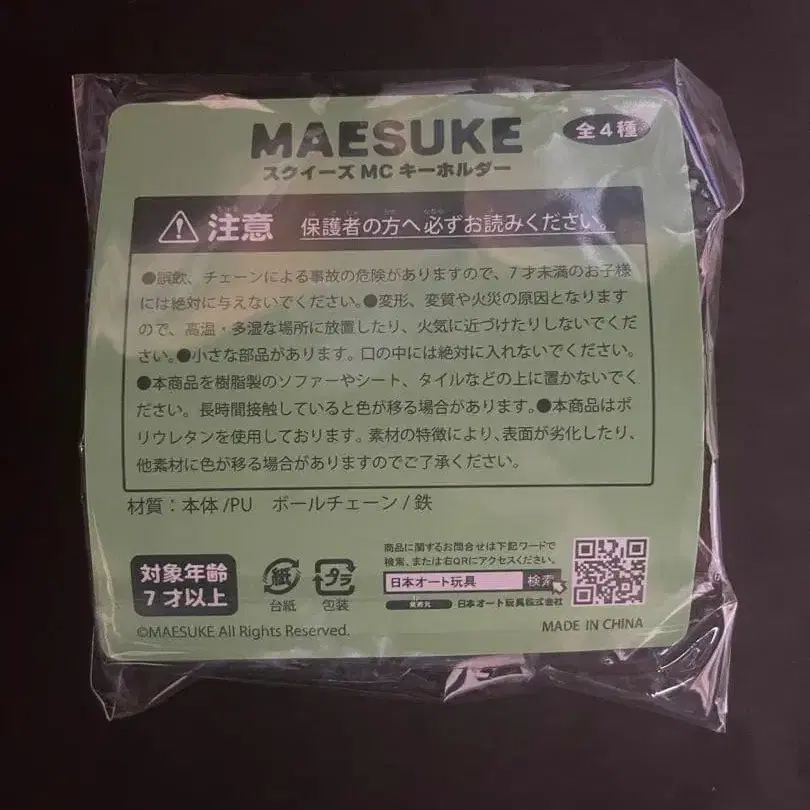 MAESUKE
全4種
スクイーズMCキーホルダー
注意 保護者の方へ必ずお読みください。
●誤飲、チェーンによる事故の危険がありますので、7才未満のお子様
には絶対に与えないでください。●変形、変質や火災の原因となります
ので、高温・多湿な場所に放置したり、火気に近づけたりしないでくだ
さい。●小さな部品があります。口の中には絶対に入れないでください。
●本商品を樹脂製のソファーやシート、タイルなどの上に置かないでく
ださい。長時間接触していると色が移る場合があります。●本商品はポ
リウレタンを使用しております。素材の特徴により、表面が劣化したり、
他素材に色が移る場合がありますのでご了承ください。
材質：本体/PU ボールチェーン/鉄
対象年齢
7才以上
紙
台紙
プラ
包装
商品に関するお問合せは下記ワードで
検索、または右QRにアクセスください。
日本オート玩具 検索
発売元 日本オート玩具株式会社
©MAESUKE All Rights Reserved.
MADE IN CHINA